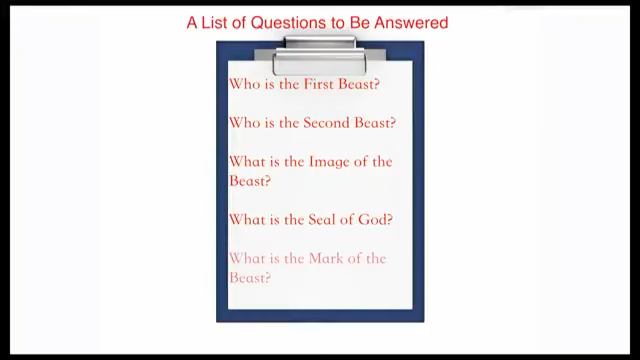 A List of Questions to Be Answered
Who is the First Beast?
Who is the Second Beast?
What is the Image of the
Beast?
What is the Seal of God?
What is the Mark of the
Beast?